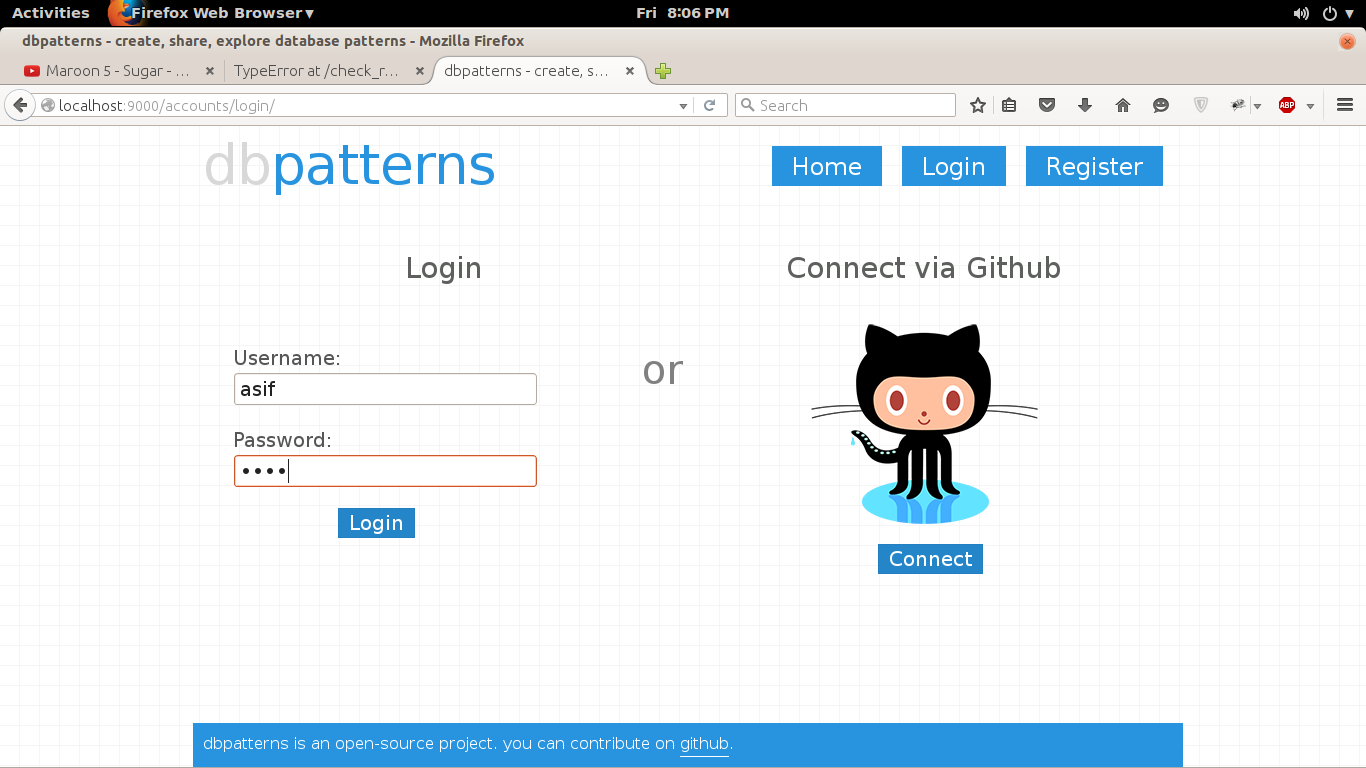 Activities Firefox Web Browser ▾ Fri 8:06 PM
dbpatterns - create, share, explore database patterns - Mozilla Firefox
Maroon 5 - Sugar - ... TypeError at /check_r... dbpatterns - create, s...
localhost:9000/accounts/login/ Search ABP
dbpatterns Home Login Register
Login Connect via Github
Username:
or
asif
Password:
••••
Login
Connect
dbpatterns is an open-source project. you can contribute on github.